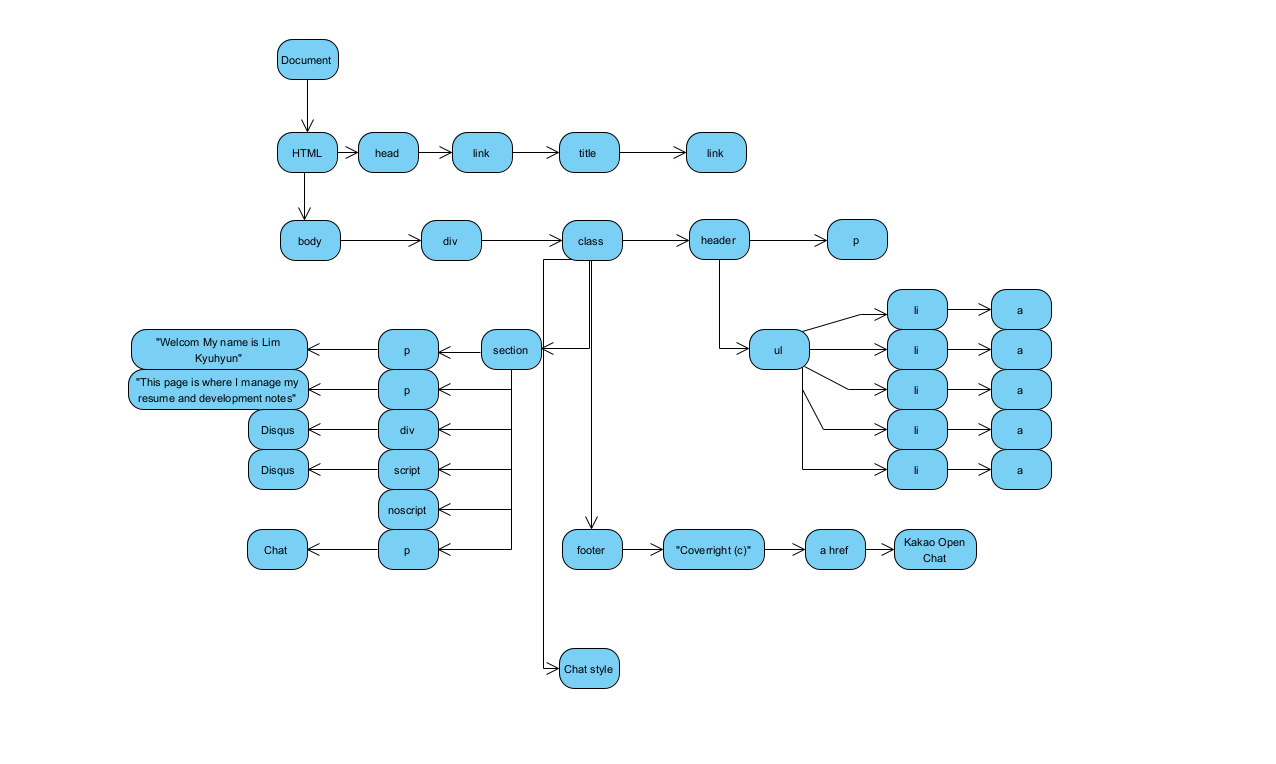 Document
HTML
head
link
title
link
body
div
class
header
p
li
a
"Welcom My name is Lim
Kyuhyun"
p
section
ul
li
a
"This page is where I manage my
resume and development notes"
p
li
a
Disqus
div
li
a
Disqus
script
li
a
noscript
Chat
p
footer
"Coverright (c)"
a href
Kakao Open
Chat
Chat style